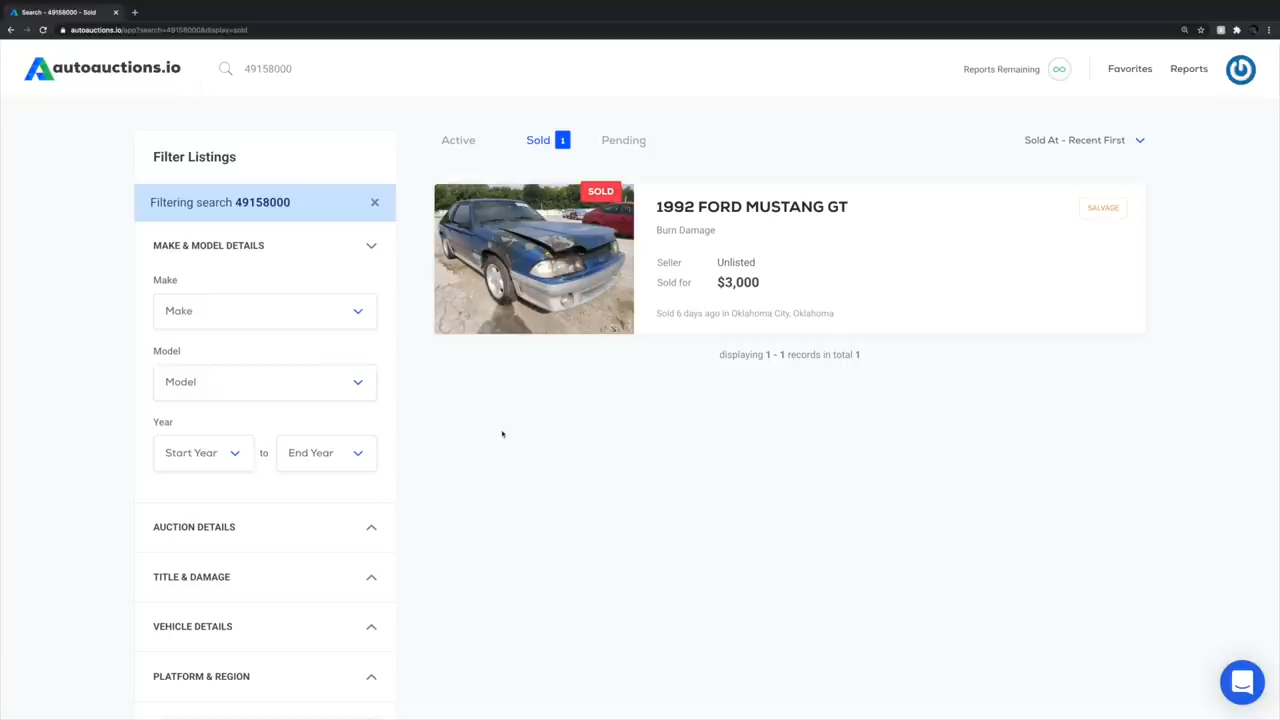 Search - 49158000 - Sold
autoauctions.io/app?search=49158000&display=sold
autoauctions.io
49158000
Reports Remaining
Favorites
Reports
Filter Listings
Filtering search 49158000
MAKE & MODEL DETAILS
Make
Make
Model
Model
Year
Start Year
to
End Year
AUCTION DETAILS
TITLE & DAMAGE
VEHICLE DETAILS
PLATFORM & REGION
Active
Sold 1
Pending
Sold At - Recent First
SOLD
1992 FORD MUSTANG GT
SALVAGE
Burn Damage
Seller Unlisted
Sold for $3,000
Sold 6 days ago in Oklahoma City, Oklahoma
displaying 1 - 1 records in total 1